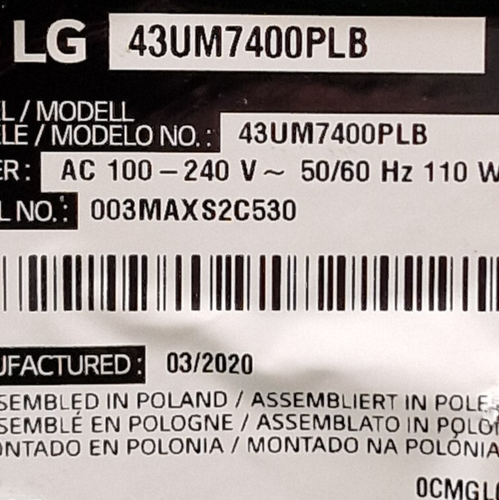 LG 43UM7400PLB
L / MODELL
LE / MODELO NO.: 43UM7400PLB
ER: AC 100 – 240 V ~ 50/60 Hz 110 W
L NO.: 003MAXS2C530
UFACTURED: 03/2020
SEMBLED IN POLAND / ASSEMBLIERT IN POLE
SEMBLÉ EN POLOGNE / ASSEMBLATO IN POLO
ONTADO EN POLONIA / MONTADO NA POLÓNIA
0CMGL